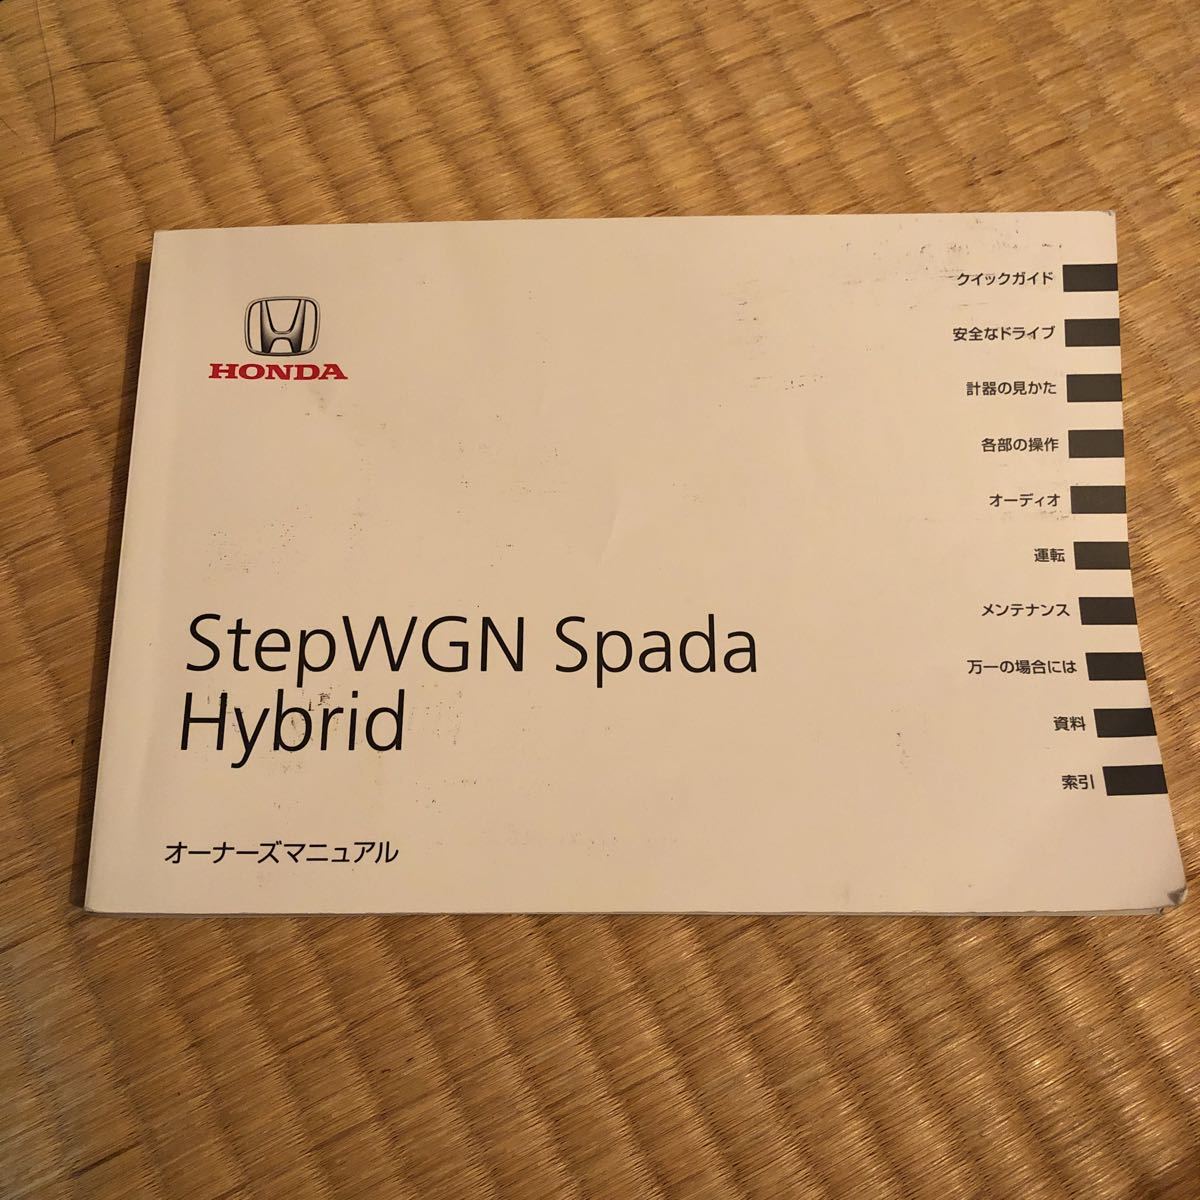 HONDA
クイックガイド
安全なドライブ
計器の見かた
各部の操作
オーディオ
運転
メンテナンス
万一の場合には
資料
索引
StepWGN Spada
Hybrid
オーナーズマニュアル